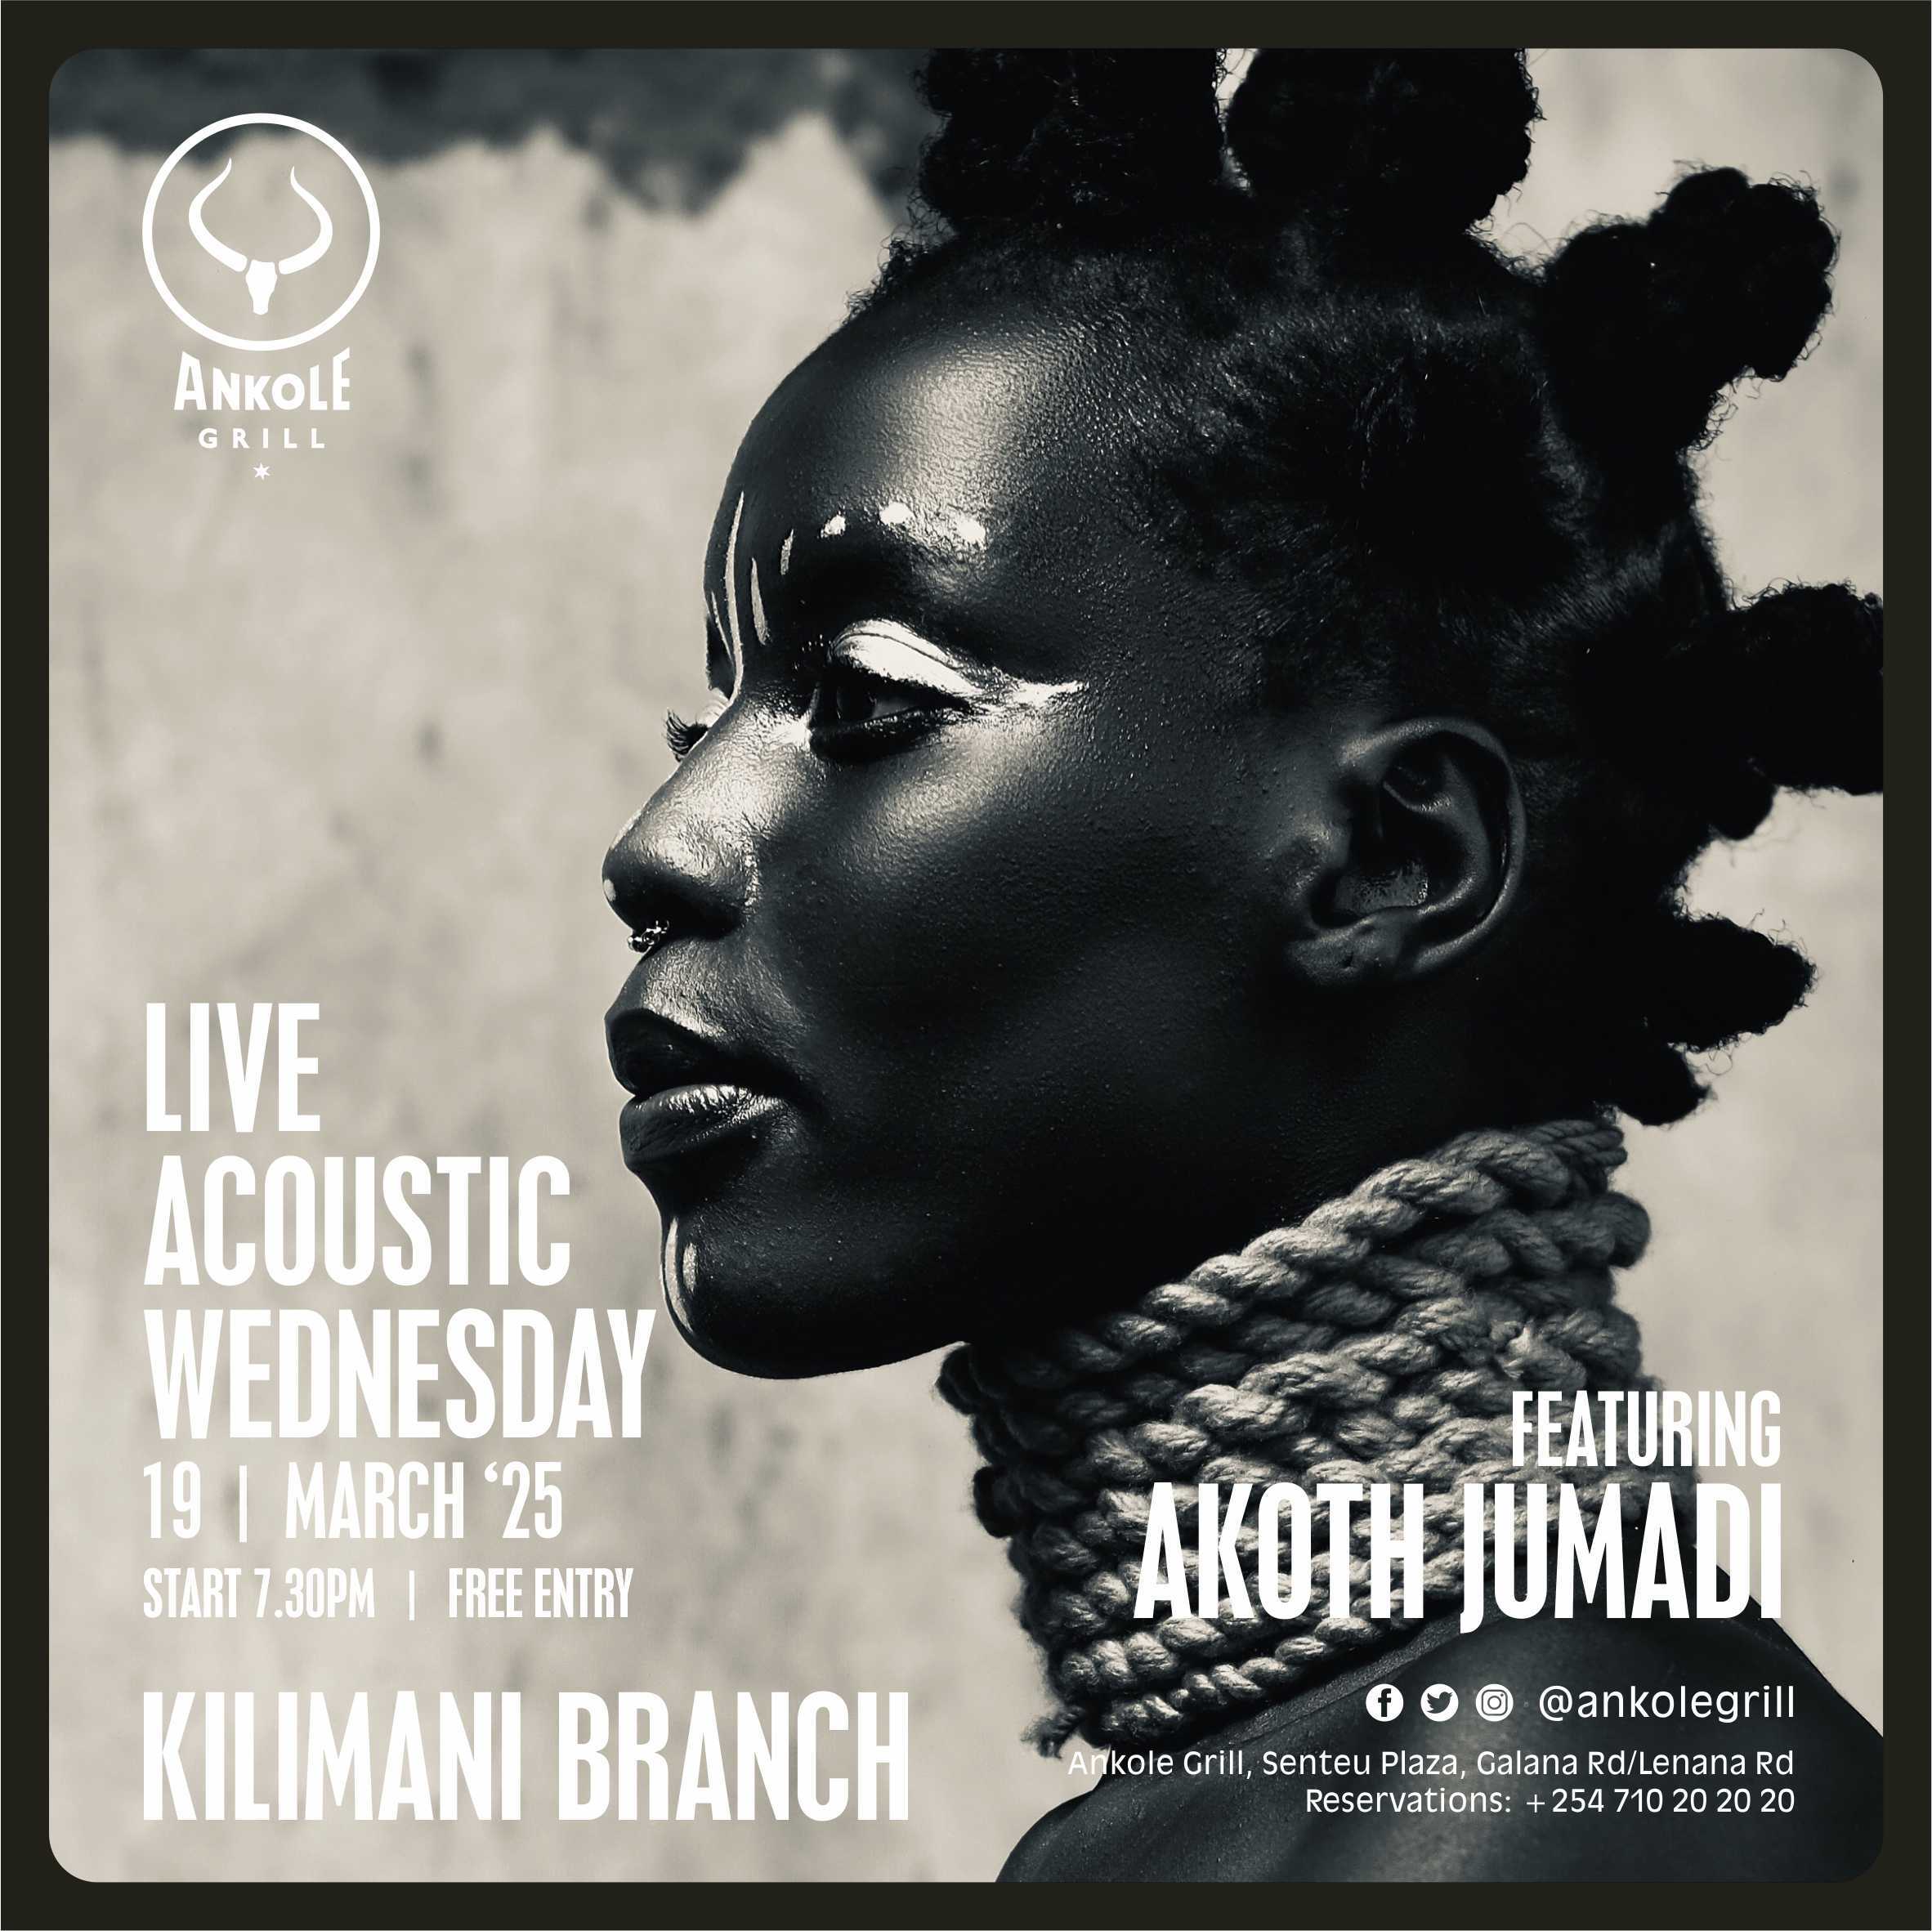 ANKOLE
GRILL
LIVE
ACOUSTIC
WEDNESDAY
19 | MARCH ‘25
START 7.30PM | FREE ENTRY
KILIMANI BRANCH
FEATURING
AKOTH JUMADI
@ankolegrill
Ankole Grill, Senteu Plaza, Galana Rd/Lenana Rd
Reservations: +254 710 20 20 20